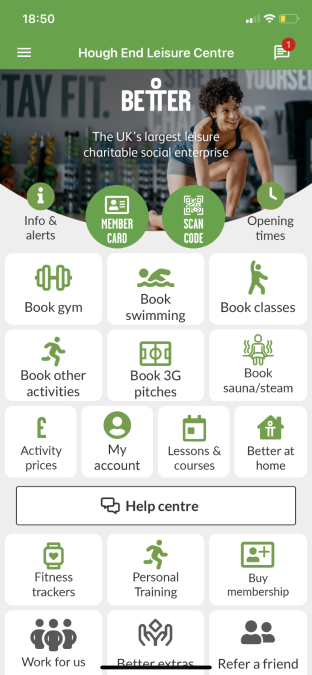 18:50
Hough End Leisure Centre
1
STAY FIT. STRETCH YOURSELF
BETTER
The UK's largest leisure
charitable social enterprise
Info &
alerts
MEMBER
CARD
SCAN
CODE
Opening
times
Book gym
Book
swimming
Book classes
Book other
activities
Book 3G
pitches
Book
sauna/steam
£
Activity
prices
My
account
Lessons &
courses
Better at
home
Help centre
Fitness
trackers
Personal
Training
Buy
membership
Work for us
Better extras
Refer a friend